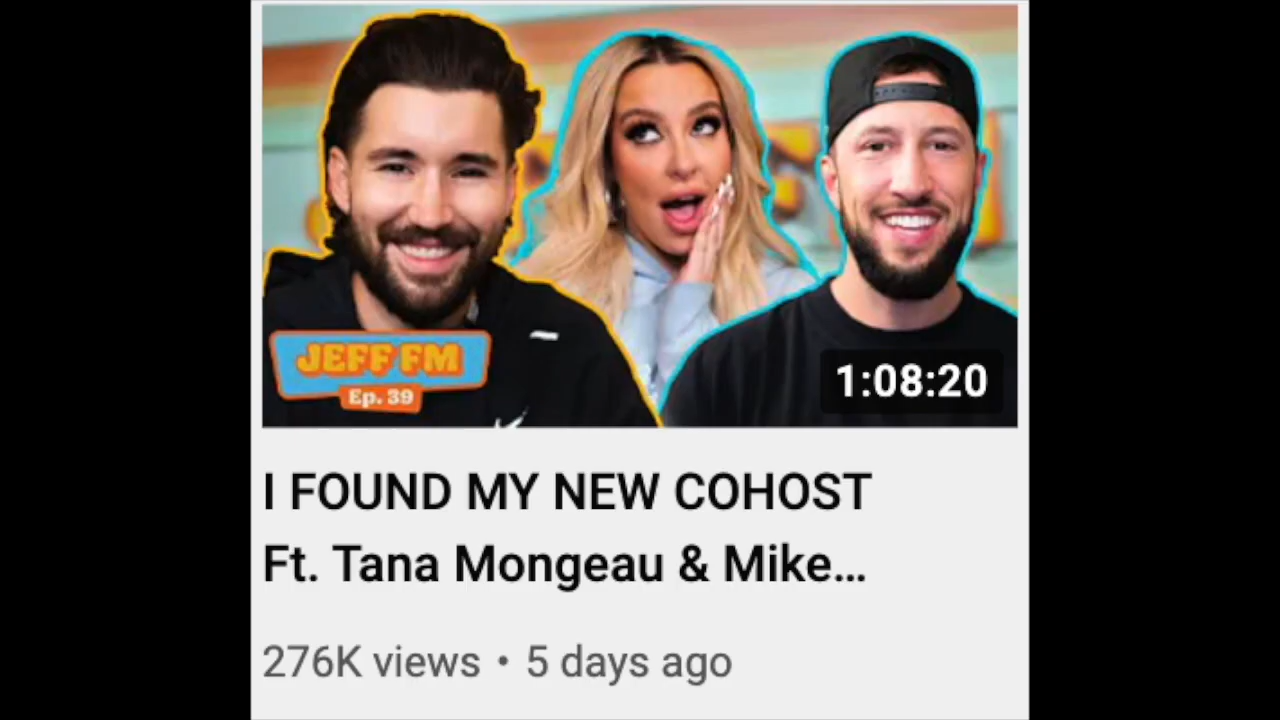 JEFF FM
Ep. 39
1:08:20
I FOUND MY NEW COHOST
Ft. Tana Mongeau & Mike...
276K views • 5 days ago